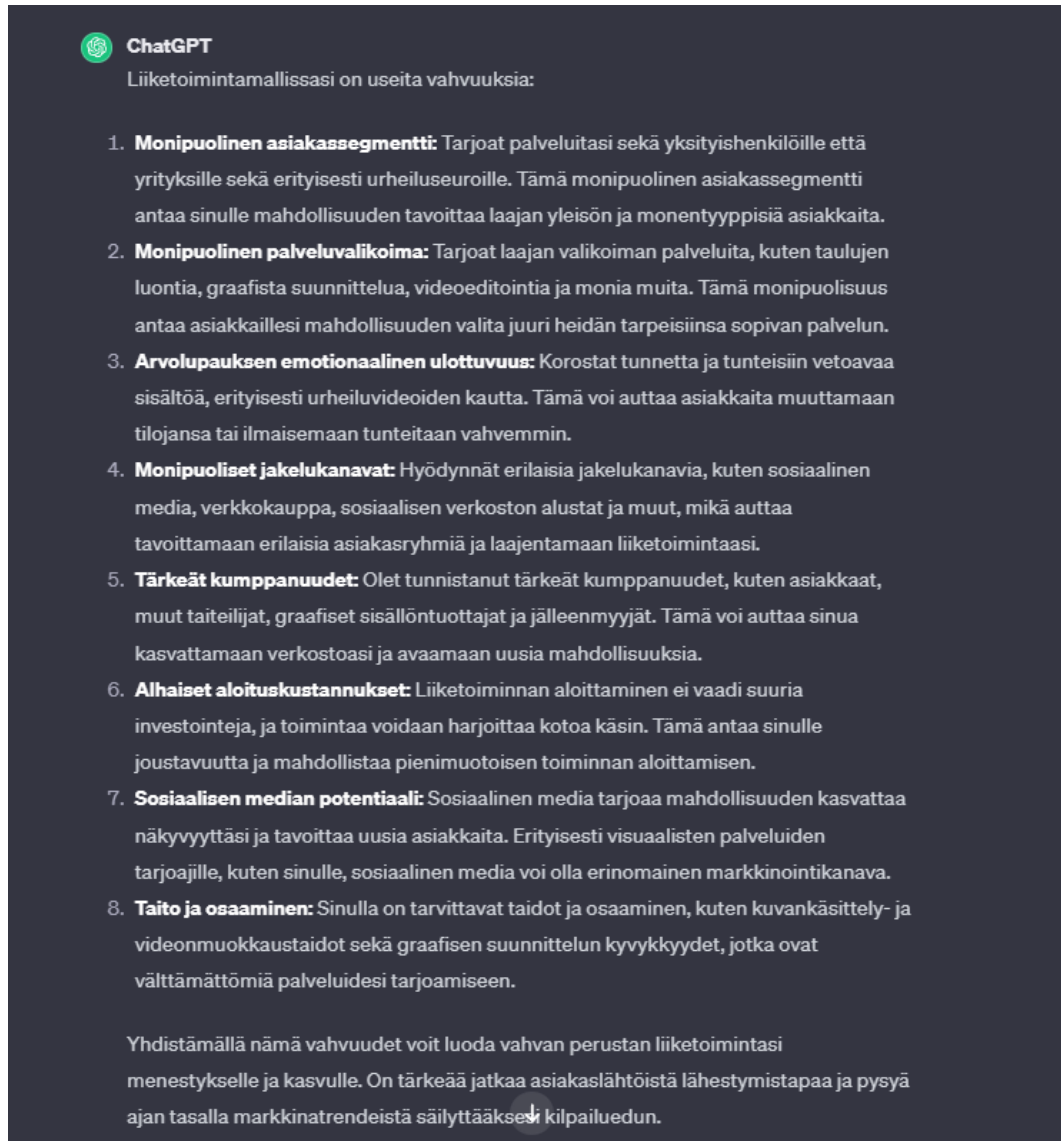 ChatGPT
Liiketoimintamallissasi on useita vahvuuksia:
1. Monipuolinen asiakassegmentti: Tarjoat palveluitasi sekä yksityishenkilöille että
yrityksille sekä erityisesti urheiluseuroille. Tämä monipuolinen asiakassegmentti
antaa sinulle mahdollisuuden tavoittaa laajan yleisön ja monentyyppisiä asiakkaita.
2. Monipuolinen palveluvalikoima: Tarjoat laajan valikoiman palveluita, kuten taulujen
luontia, graafista suunnittelua, videoeditointia ja monia muita. Tämä monipuolisuus
antaa asiakkaillesi mahdollisuuden valita juuri heidän tarpeisiinsa sopivan palvelun.
3. Arvolupauksen emotionaalinen ulottuvuus: Korostat tunnetta ja tunteisiin vetoavaa
sisältöä, erityisesti urheiluvideoiden kautta. Tämä voi auttaa asiakkaita muuttamaan
tilojansa tai ilmaisemaan tunteitaan vahvemmin.
4. Monipuoliset jakelukanavat: Hyödynnät erilaisia jakelukanavia, kuten sosiaalinen
media, verkkokauppa, sosiaalisen verkoston alustat ja muut, mikä auttaa
tavoittamaan erilaisia asiakasryhmiä ja laajentamaan liiketoimintaasi.
5. Tärkeät kumppanuudet: Olet tunnistanut tärkeät kumppanuudet, kuten asiakkaat,
muut taiteilijat, graafiset sisällöntuottajat ja jälleenmyyjät. Tämä voi auttaa sinua
kasvattamaan verkostoasi ja avaamaan uusia mahdollisuuksia.
6. Alhaiset aloituskustannukset: Liiketoiminnan aloittaminen ei vaadi suuria
investointeja, ja toimintaa voidaan harjoittaa kotoa käsin. Tämä antaa sinulle
joustavuutta ja mahdollistaa pienimuotoisen toiminnan aloittamisen.
7. Sosiaalisen median potentiaali: Sosiaalinen media tarjoaa mahdollisuuden kasvattaa
näkyvyyttäsi ja tavoittaa uusia asiakkaita. Erityisesti visuaalisten palveluiden
tarjoajille, kuten sinulle, sosiaalinen media voi olla erinomainen markkinointikanava.
8. Taito ja osaaminen: Sinulla on tarvittavat taidot ja osaaminen, kuten kuvankäsittely- ja
videonmuokkaustaidot sekä graafisen suunnittelun kyvykkyydet, jotka ovat
välttämättömiä palveluidesi tarjoamiseen.
Yhdistämällä nämä vahvuudet voit luoda vahvan perustan liiketoimintasi
menestykselle ja kasvulle. On tärkeää jatkaa asiakaslähtöistä lähestymistapaa ja pysyä
ajan tasalla markkinatrendeistä säilyttääksesi kilpailuedun.